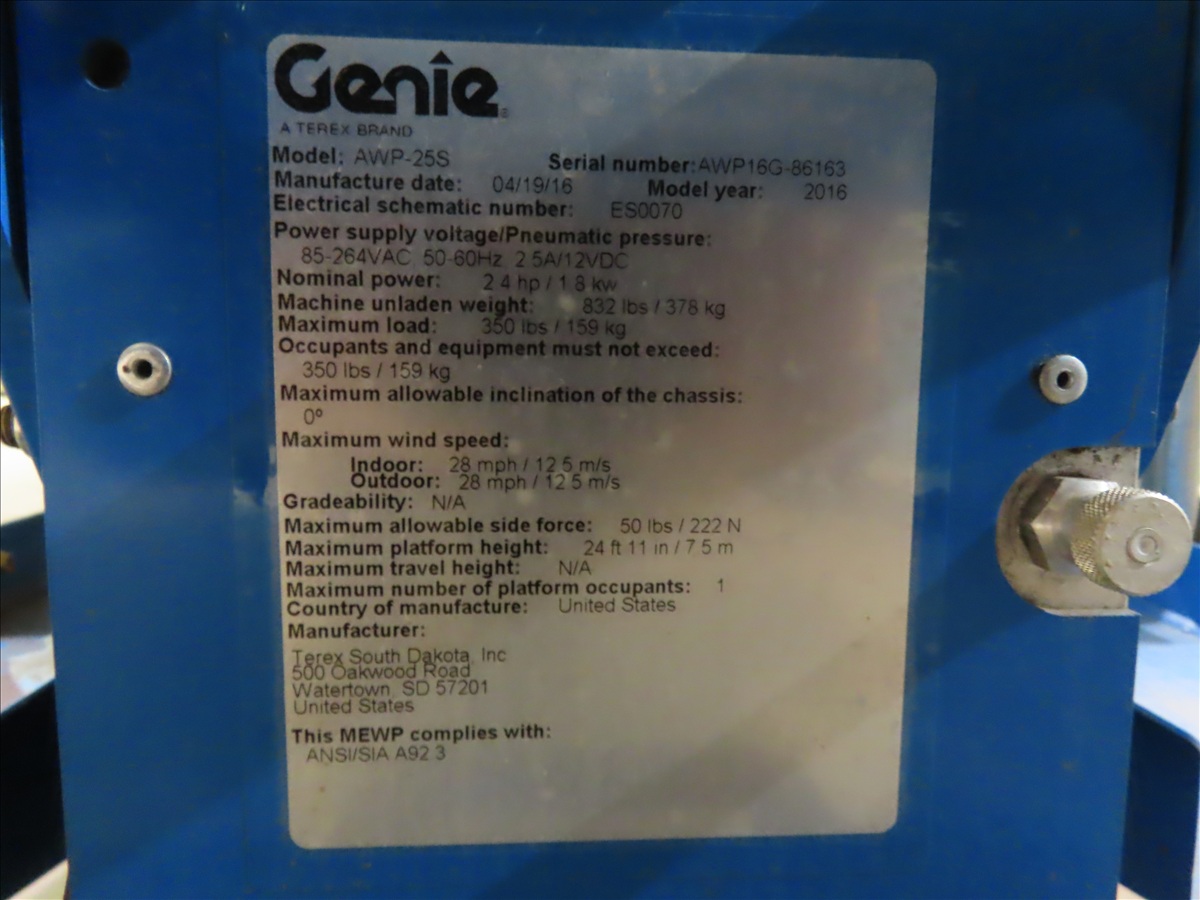 Genie
A TEREX BRAND
Model: AWP-25S Serial number:AWP16G-86163
Manufacture date: 04/19/16 Model year: 2016
Electrical schematic number: ES0070
Power supply voltage/Pneumatic pressure:
85-264VAC, 50-60Hz, 2.5A/12VDC
Nominal power: 2.4 hp / 1.8 kw
Machine unladen weight: 832 lbs / 378 kg
Maximum load: 350 lbs / 159 kg
Occupants and equipment must not exceed:
350 lbs / 159 kg
Maximum allowable inclination of the chassis:
0º
Maximum wind speed:
Indoor: 28 mph / 12.5 m/s
Outdoor: 28 mph / 12.5 m/s
Gradeability: N/A
Maximum allowable side force: 50 lbs / 222 N
Maximum platform height: 24 ft 11 in / 7.5 m
Maximum travel height: N/A
Maximum number of platform occupants: 1
Country of manufacture: United States
Manufacturer:
Terex South Dakota, Inc
500 Oakwood Road
Watertown, SD 57201
United States
This MEWP complies with:
ANSI/SIA A92.3